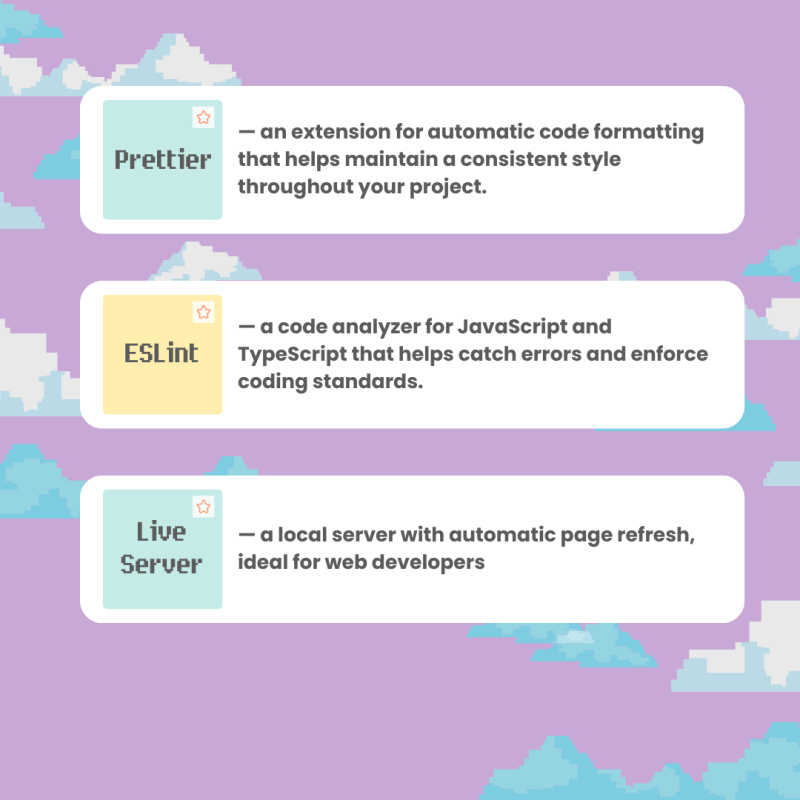 Prettier
— an extension for automatic code formatting
that helps maintain a consistent style
throughout your project.
ESLint
— a code analyzer for JavaScript and
TypeScript that helps catch errors and enforce
coding standards.
Live
Server
— a local server with automatic page refresh,
ideal for web developers